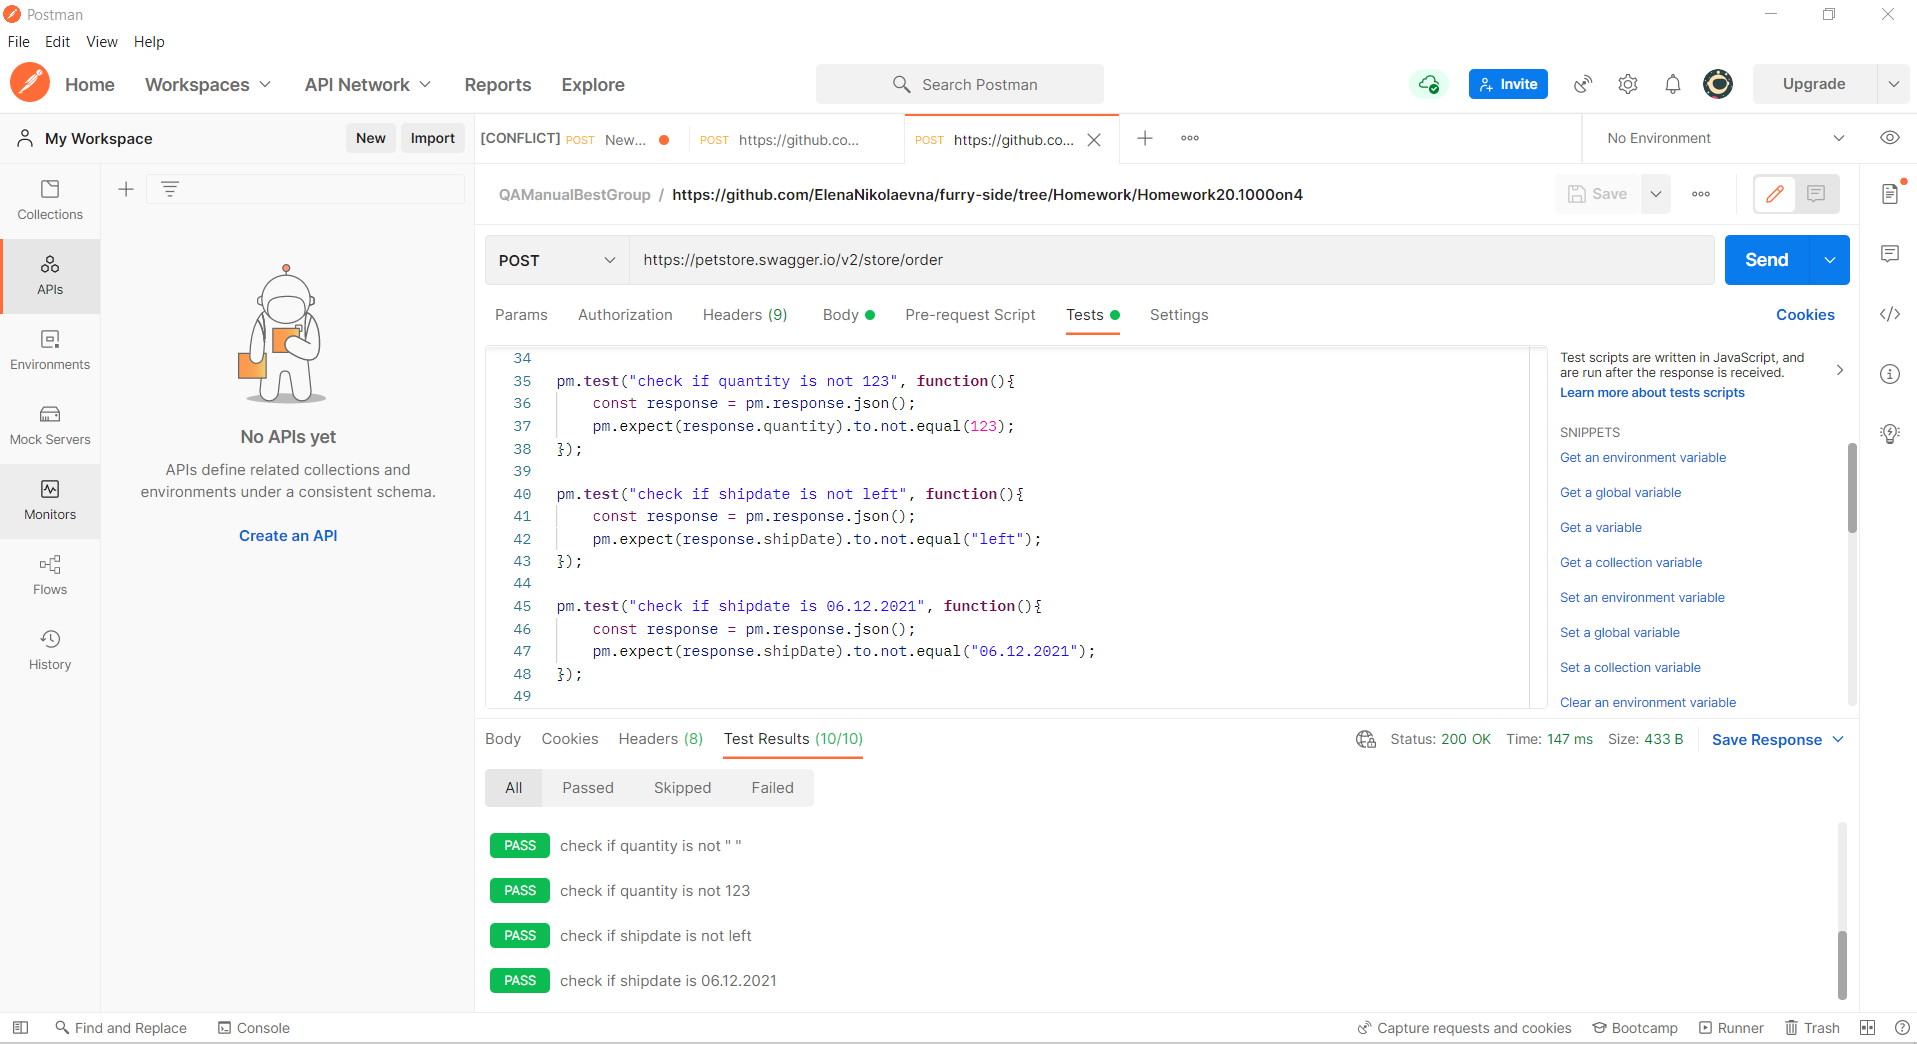 Postman
File Edit View Help
Home Workspaces API Network Reports Explore
Search Postman
Invite
Upgrade
My Workspace
New Import
[CONFLICT] POST New...
POST https://github.co...
POST https://github.co...
No Environment
Collections
APIs
Environments
Mock Servers
Monitors
Flows
History
No APIs yet
APIs define related collections and
environments under a consistent schema.
Create an API
QAManualBestGroup / https://github.com/ElenaNikolaevna/furry-side/tree/Homework/Homework20.1000on4
Save
POST https://petstore.swagger.io/v2/store/order
Send
Params Authorization Headers (9) Body Pre-request Script Tests Settings
Cookies
34
35 pm.test("check if quantity is not 123", function(){
36 const response = pm.response.json();
37 pm.expect(response.quantity).to.not.equal(123);
38 });
39
40 pm.test("check if shipdate is not left", function(){
41 const response = pm.response.json();
42 pm.expect(response.shipDate).to.not.equal("left");
43 });
44
45 pm.test("check if shipdate is 06.12.2021", function(){
46 const response = pm.response.json();
47 pm.expect(response.shipDate).to.not.equal("06.12.2021");
48 });
49
Test scripts are written in JavaScript, and
are run after the response is received.
Learn more about tests scripts
SNIPPETS
Get an environment variable
Get a global variable
Get a variable
Get a collection variable
Set an environment variable
Set a global variable
Set a collection variable
Clear an environment variable
Body Cookies Headers (8) Test Results (10/10)
Status: 200 OK Time: 147 ms Size: 433 B Save Response
All Passed Skipped Failed
PASS check if quantity is not " "
PASS check if quantity is not 123
PASS check if shipdate is not left
PASS check if shipdate is 06.12.2021
Find and Replace Console
Capture requests and cookies Bootcamp Runner Trash